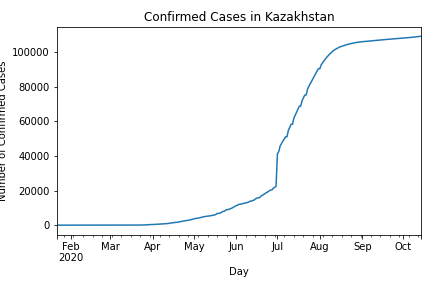 Confirmed Cases in Kazakhstan
100000
80000
60000
40000
20000
0
Number of Confirmed Cases
Feb
2020
Mar
Apr
May
Jun
Jul
Aug
Sep
Oct
Day